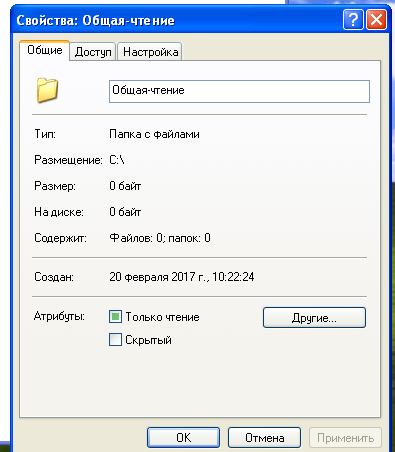 Свойства: Общая-чтение
Общие Доступ Настройка
Общая-чтение
Тип: Папка с файлами
Размещение: C:\
Размер: 0 байт
На диске: 0 байт
Содержит: Файлов: 0; папок: 0
Создан: 20 февраля 2017 г., 10:22:24
Атрибуты: Только чтение Другие...
Скрытый
OK Отмена Применить